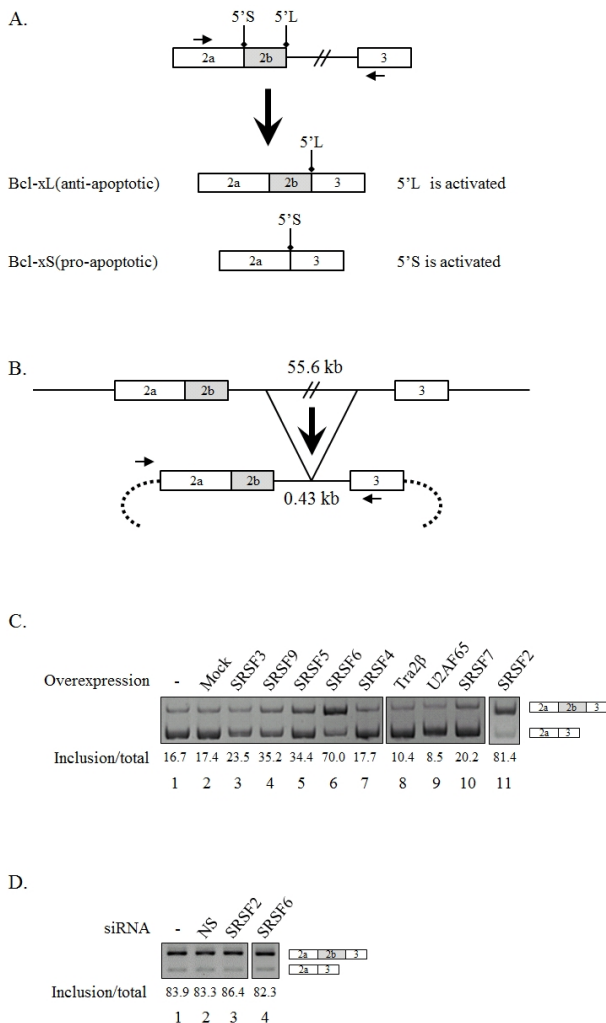 A.
5'S 5'L
2a 2b 3
5'L
Bcl-xL(anti-apoptotic) 2a 2b 3 5'L is activated
5'S
Bcl-xS(pro-apoptotic) 2a 3 5'S is activated
B.
55.6 kb
2a 2b 3
2a 2b 3
0.43 kb
C.
Overexpression - Mock SRSF3 SRSF9 SRSF5 SRSF6 SRSF4 Tra2β U2AF65 SRSF7 SRSF2
2a 2b 3
2a 3
Inclusion/total 16.7 17.4 23.5 35.2 34.4 70.0 17.7 10.4 8.5 20.2 81.4
1 2 3 4 5 6 7 8 9 10 11
D.
siRNA - NS SRSF2 SRSF6
2a 2b 3
2a 3
Inclusion/total 83.9 83.3 86.4 82.3
1 2 3 4